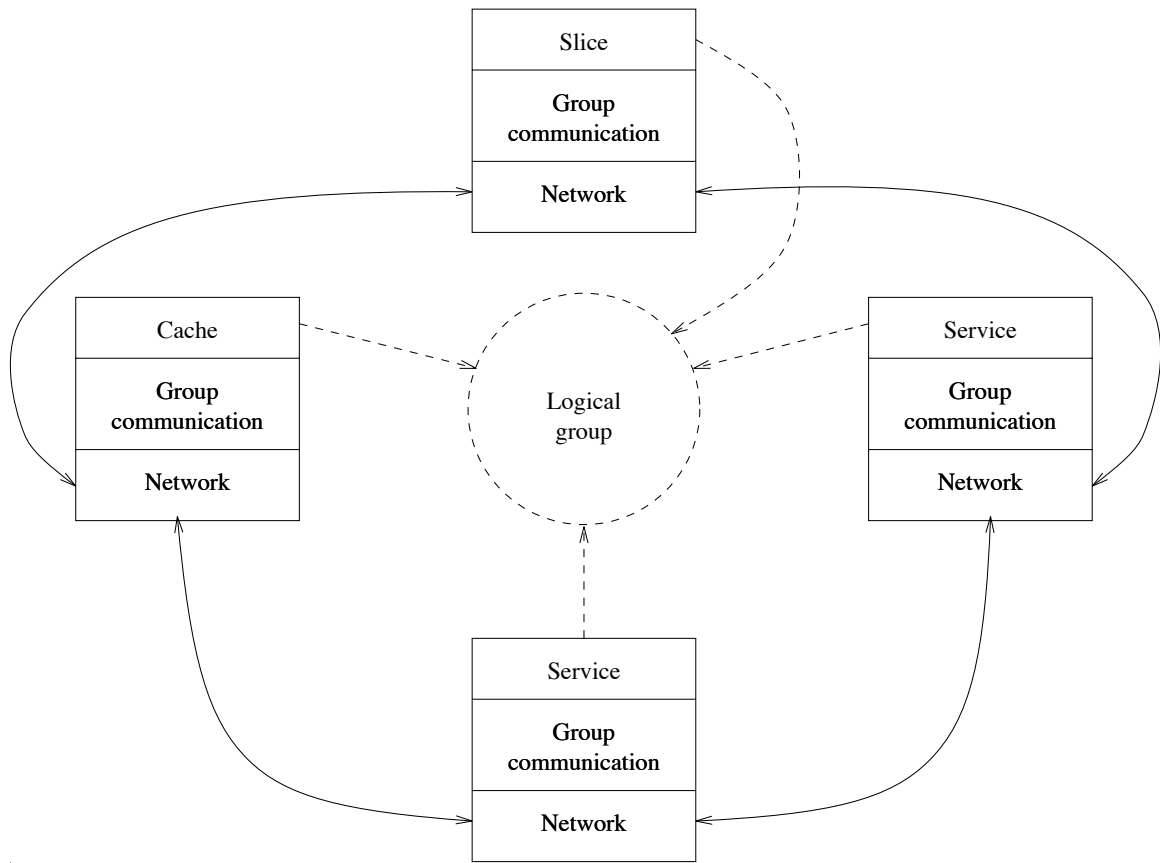 Slice
Group
communication
Network
Cache
Group
communication
Network
Logical
group
Service
Group
communication
Network
Service
Group
communication
Network